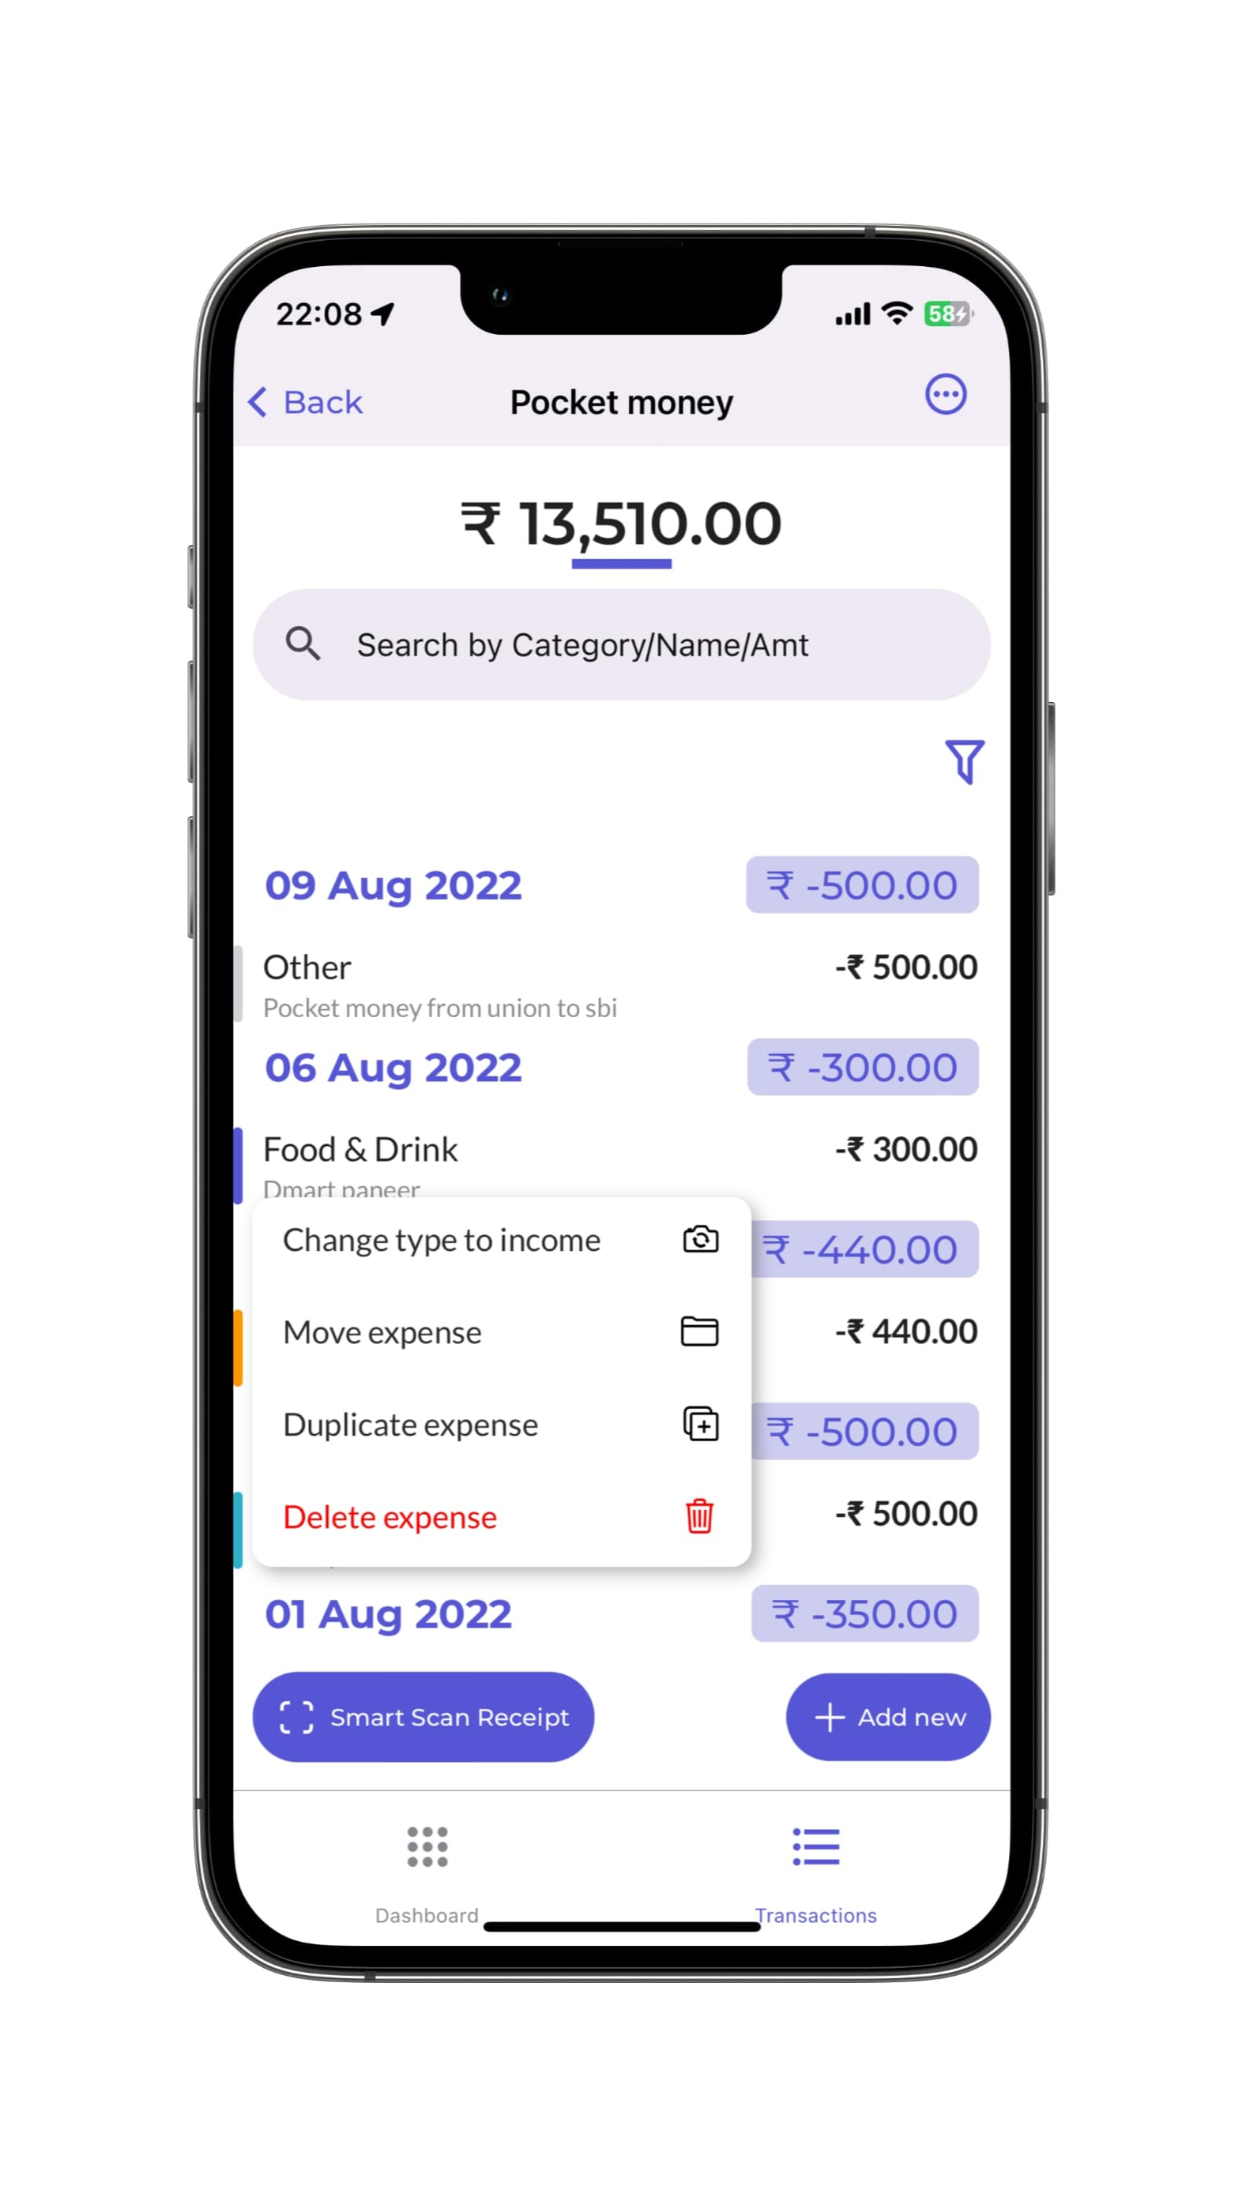 22:08
58
Back
Pocket money
₹ 13,510.00
Search by Category/Name/Amt
09 Aug 2022
₹ -500.00
Other
-₹ 500.00
Pocket money from union to sbi
06 Aug 2022
₹ -300.00
Food & Drink
-₹ 300.00
Dmart paneer
Change type to income
₹ -440.00
Move expense
-₹ 440.00
Duplicate expense
₹ -500.00
Delete expense
-₹ 500.00
01 Aug 2022
₹ -350.00
Smart Scan Receipt
Add new
Dashboard
Transactions